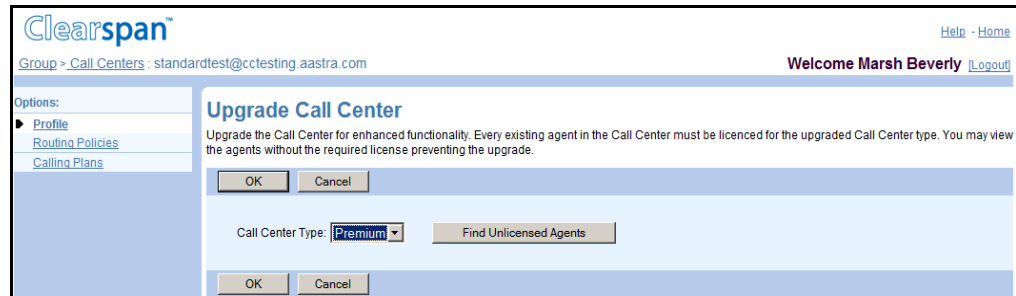 Clearspan™
Help - Home
Group > Call Centers : standardtest@cctesting.aastra.com
Welcome Marsh Beverly [Logout]
Options:
Profile
Routing Policies
Calling Plans
Upgrade Call Center
Upgrade the Call Center for enhanced functionality. Every existing agent in the Call Center must be licenced for the upgraded Call Center type. You may view
the agents without the required license preventing the upgrade.
OK Cancel
Call Center Type: Premium Find Unlicensed Agents
OK Cancel